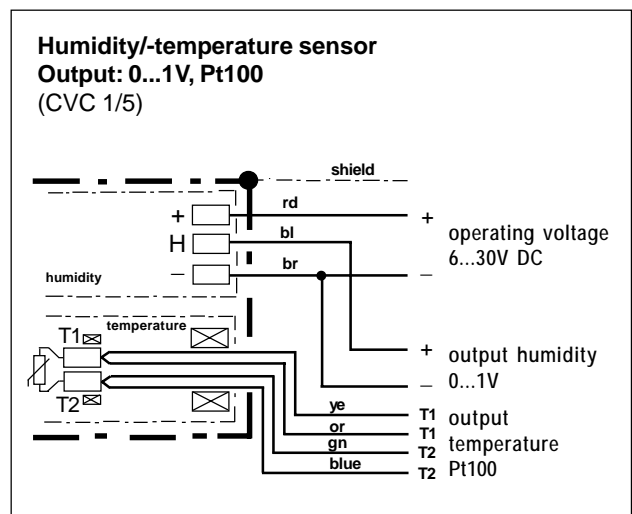 Humidity/-temperature sensor
Output: 0...1V, Pt100
(CVC 1/5)
shield
rd
+
+
operating voltage
6...30V DC
H
bl
br
–
–
humidity
temperature
T1
T2
+
output humidity
–
0...1V
ye
T1
output
or
T1
temperature
gn
T2
Pt100
blue
T2